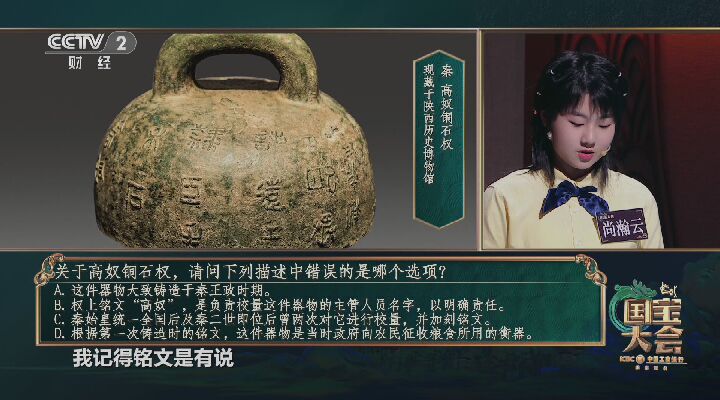 CCTV 2
财经
秦 高奴铜石权
现藏于陕西历史博物馆
尚瀚云
关于高奴铜石权，请问下列描述中错误的是哪个选项？
A. 这件器物大致铸造于秦王政时期。
B. 权上铭文“高奴”，是负责校量这件器物的主管人员名字，以明确责任。
C. 秦始皇统一全国后及秦二世即位后曾两次对它进行校量，并加刻铭文。
D. 根据第一次铸造时的铭文，这件器物是当时政府向农民征收粮食所用的衡器。
国宝
大会
ICBC 中国工商银行
我记得铭文是有说